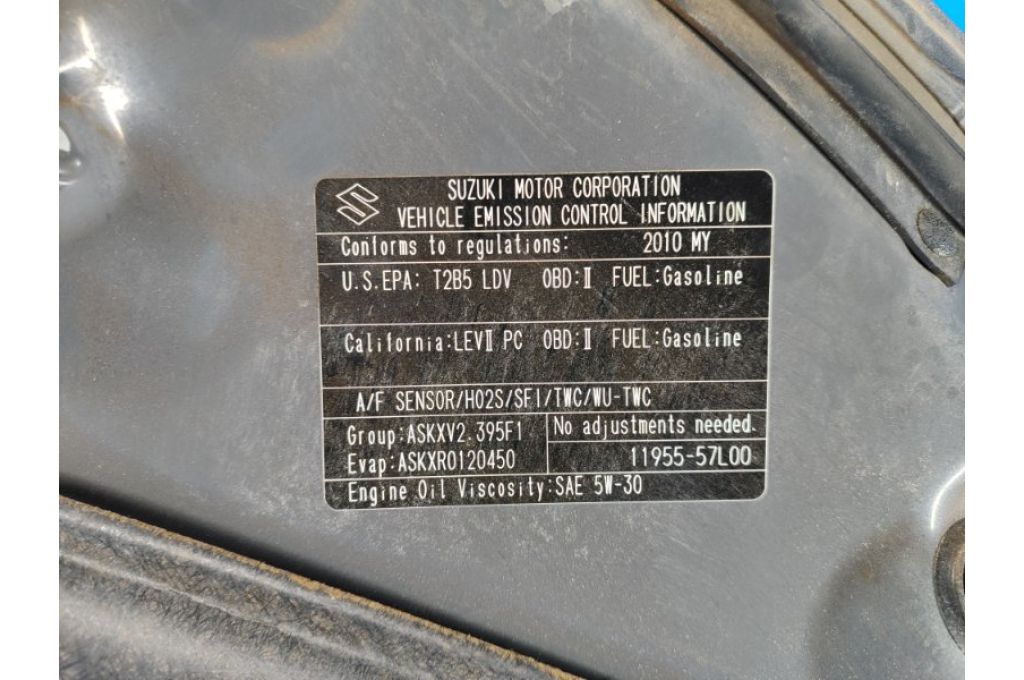 SUZUKI MOTOR CORPORATION
VEHICLE EMISSION CONTROL INFORMATION
Conforms to regulations: 2010 MY
U.S.EPA: T2B5 LDV OBD:Ⅱ FUEL:Gasoline
California:LEVⅡ PC OBD:Ⅱ FUEL:Gasoline
A/F SENSOR/HO2S/SFI/TWC/WU-TWC
Group:ASKXV2.395F1
Evap:ASKXR0120450
No adjustments needed.
11955-57L00
Engine Oil Viscosity:SAE 5W-30